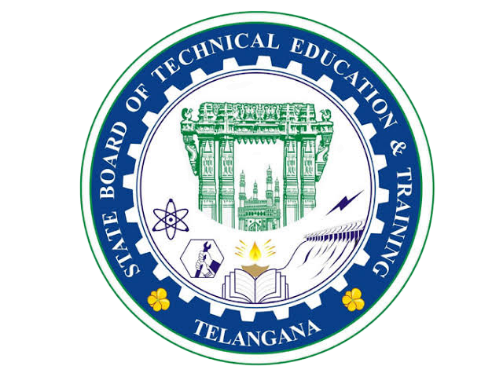 STATE BOARD OF TECHNICAL EDUCATION & TRAINING
TELANGANA